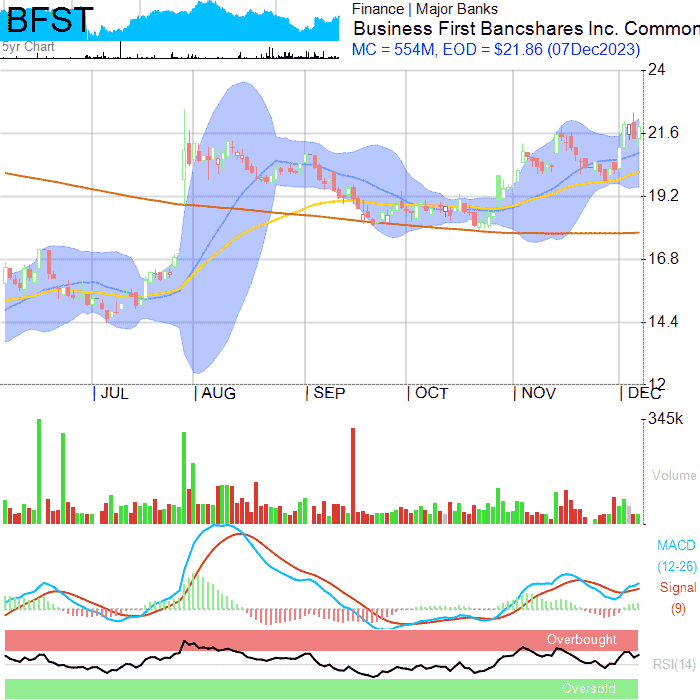 BFST
5yr Chart
Finance | Major Banks
Business First Bancshares Inc. Common
MC = 554M, EOD = $21.86 (07Dec2023)
24
21.6
19.2
16.8
14.4
12
JUL AUG SEP OCT NOV DEC
345k
Volume
MACD
(12-26)
Signal
(9)
Overbought
RSI(14)
Oversold